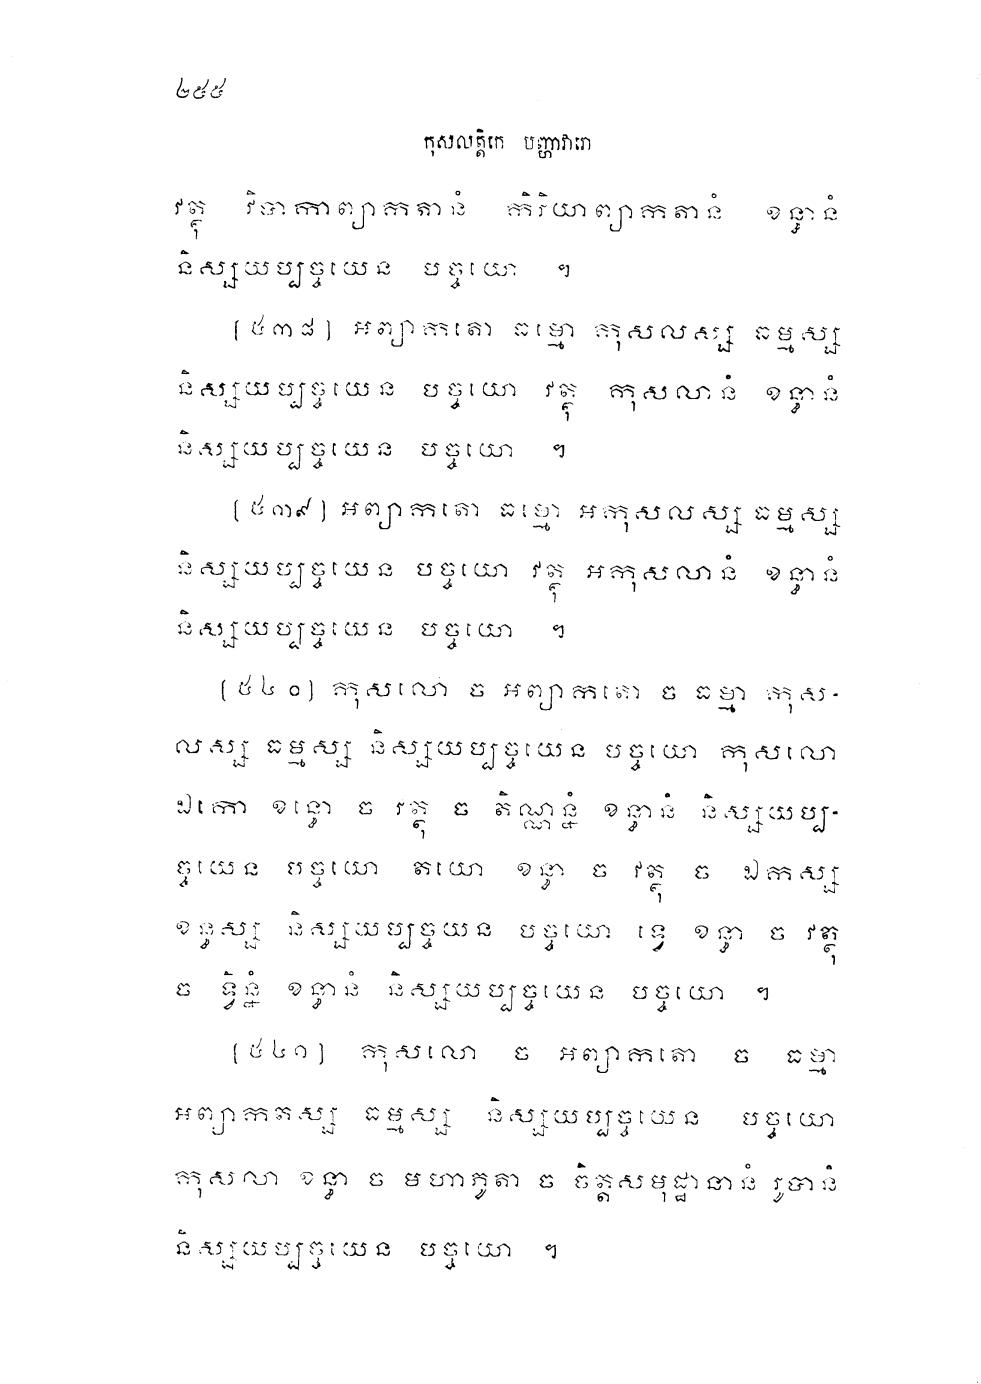 ២៥៥
កុសលត្តិកេ បញ្ហាវារោ
វត្ថុ វិបាកាព្យាកតានំ កិរិយាព្យាកតានំ ខន្ធានំ
និស្សយប្បច្ចយេន បច្ចយោ ។
[៥៣៨] អព្យាកតោ ធម្មោ កុសលស្ស ធម្មស្ស
និស្សយប្បច្ចយេន បច្ចយោ វត្ថុ កុសលានំ ខន្ធានំ
និស្សយប្បច្ចយេន បច្ចយោ ។
[៥៣៩] អព្យាកតោ ធម្មោ អកុសលស្ស ធម្មស្ស
និស្សយប្បច្ចយេន បច្ចយោ វត្ថុ អកុសលានំ ខន្ធានំ
និស្សយប្បច្ចយេន បច្ចយោ ។
[៥៤០] កុសលោ ច អព្យាកតោ ច ធម្មា កុស-
លស្ស ធម្មស្ស និស្សយប្បច្ចយេន បច្ចយោ កុសលោ
ឯកោ ខន្ធោ ច វត្ថុ ច តិណ្ណន្នំ ខន្ធានំ និស្សយប្ប-
ច្ចយេន បច្ចយោ តយោ ខន្ធា ច វត្ថុ ច ឯកស្ស
ខន្ធស្ស និស្សយប្បច្ចយេន បច្ចយោ ទ្វេ ខន្ធា ច វត្ថុ
ច ទ្វិន្នំ ខន្ធានំ និស្សយប្បច្ចយេន បច្ចយោ ។
[៥៤១] កុសលោ ច អព្យាកតោ ច ធម្មា
អព្យាកតស្ស ធម្មស្ស និស្សយប្បច្ចយេន បច្ចយោ
កុសលា ខន្ធា ច មហាភូតា ច ចិត្តសមុដ្ឋានានំ រូបានំ
និស្សយប្បច្ចយេន បច្ចយោ ។